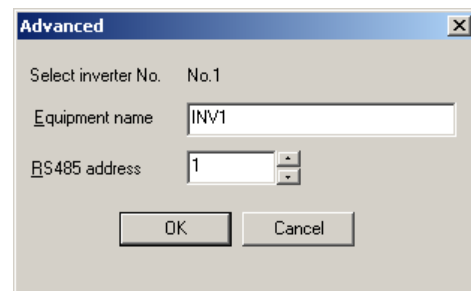 Advanced
Select inverter No. No.1
Equipment name INV1
RS485 address 1
OK Cancel